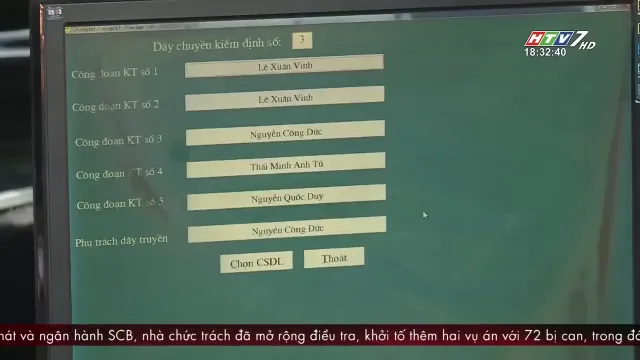 HTV7 HD
18:32:40
Dây chuyền kiểm định số: 3
Công đoạn KT số 1 Lê Xuân Vinh
Công đoạn KT số 2 Lê Xuân Vinh
Công đoạn KT số 3 Nguyễn Công Đức
Công đoạn KT số 4 Thái Minh Anh Tú
Công đoạn KT số 5 Nguyễn Quốc Duy
Phu trách dây truyền Nguyễn Công Đức
Chọn CSDL Thoát
hát và ngân hành SCB, nhà chức trách đã mở rộng điều tra, khởi tố thêm hai vụ án với 72 bị can, trong đó